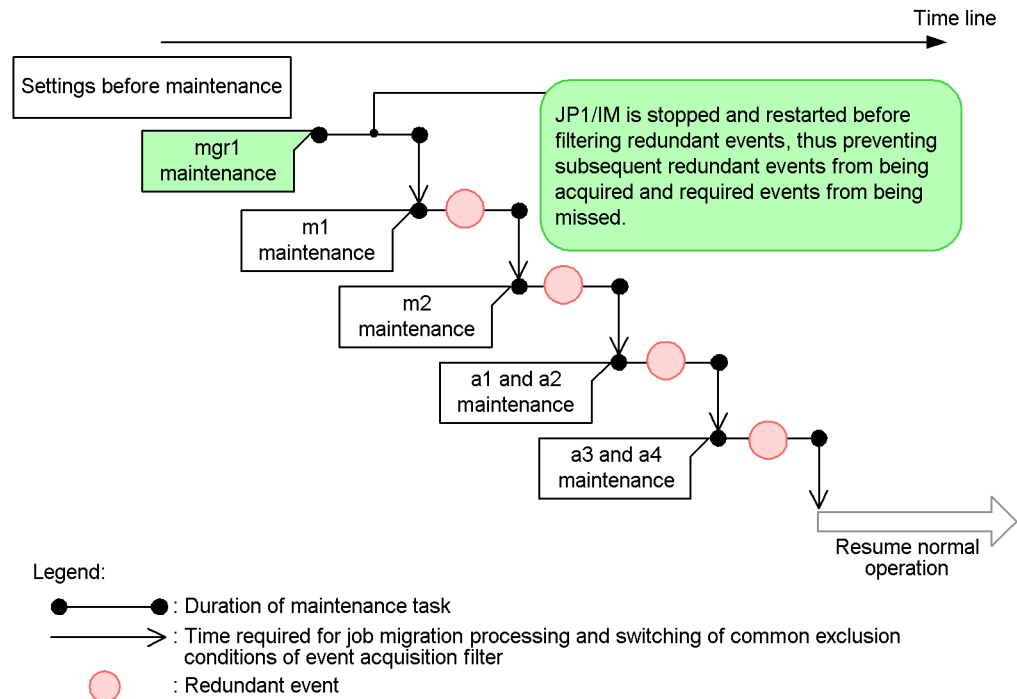 Time line
Settings before maintenance
JP1/IM is stopped and restarted before
filtering redundant events, thus preventing
subsequent redundant events from being
acquired and required events from being
missed.
mgr1
maintenance
m1
maintenance
m2
maintenance
a1 and a2
maintenance
a3 and a4
maintenance
Resume normal
operation
Legend:
: Duration of maintenance task
: Time required for job migration processing and switching of common exclusion
conditions of event acquisition filter
: Redundant event